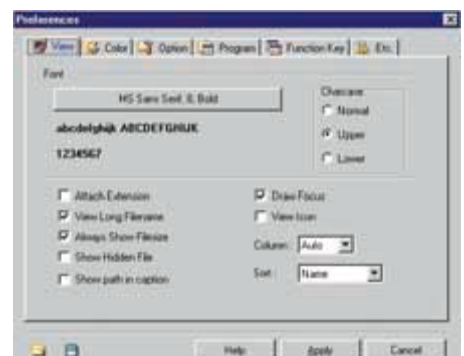 Preferences
View Color Option Program Function Key Etc.
Font
MS Sans Serif, 8, Bold
abcdefghijk ABCDEFGHIJK
1234567
Charcase
Normal
Upper
Lower
Attach Extension
View Long Filename
Always Show Filesize
Show Hidden File
Show path in caption
Draw Focus
View Icon
Column: Auto
Sort: Name
Help Apply Cancel